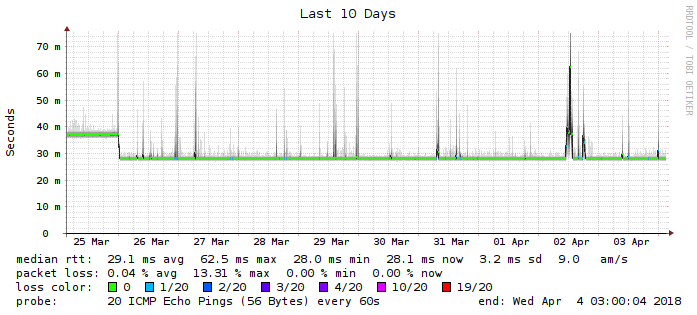 Last 10 Days
RRDTOOL / TOBI OETIKER
Seconds
70 m
60 m
50 m
40 m
30 m
20 m
10 m
0
25 Mar 26 Mar 27 Mar 28 Mar 29 Mar 30 Mar 31 Mar 01 Apr 02 Apr 03 Apr
median rtt: 29.1 ms avg 62.5 ms max 28.0 ms min 28.1 ms now 3.2 ms sd 9.0 am/s
packet loss: 0.04 % avg 13.31 % max 0.00 % min 0.00 % now
loss color: 0 1/20 2/20 3/20 4/20 10/20 19/20
probe: 20 ICMP Echo Pings (56 Bytes) every 60s end: Wed Apr 4 03:00:04 2018